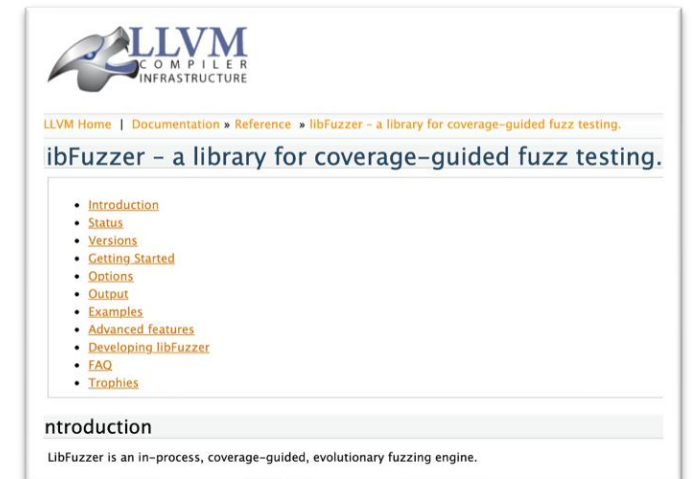 LLVM
COMPILER
INFRASTRUCTURE
LLVM Home | Documentation » Reference » libFuzzer – a library for coverage-guided fuzz testing.
ibFuzzer – a library for coverage-guided fuzz testing.
• Introduction
• Status
• Versions
• Getting Started
• Options
• Output
• Examples
• Advanced features
• Developing libFuzzer
• FAQ
• Trophies
ntroduction
LibFuzzer is an in-process, coverage-guided, evolutionary fuzzing engine.